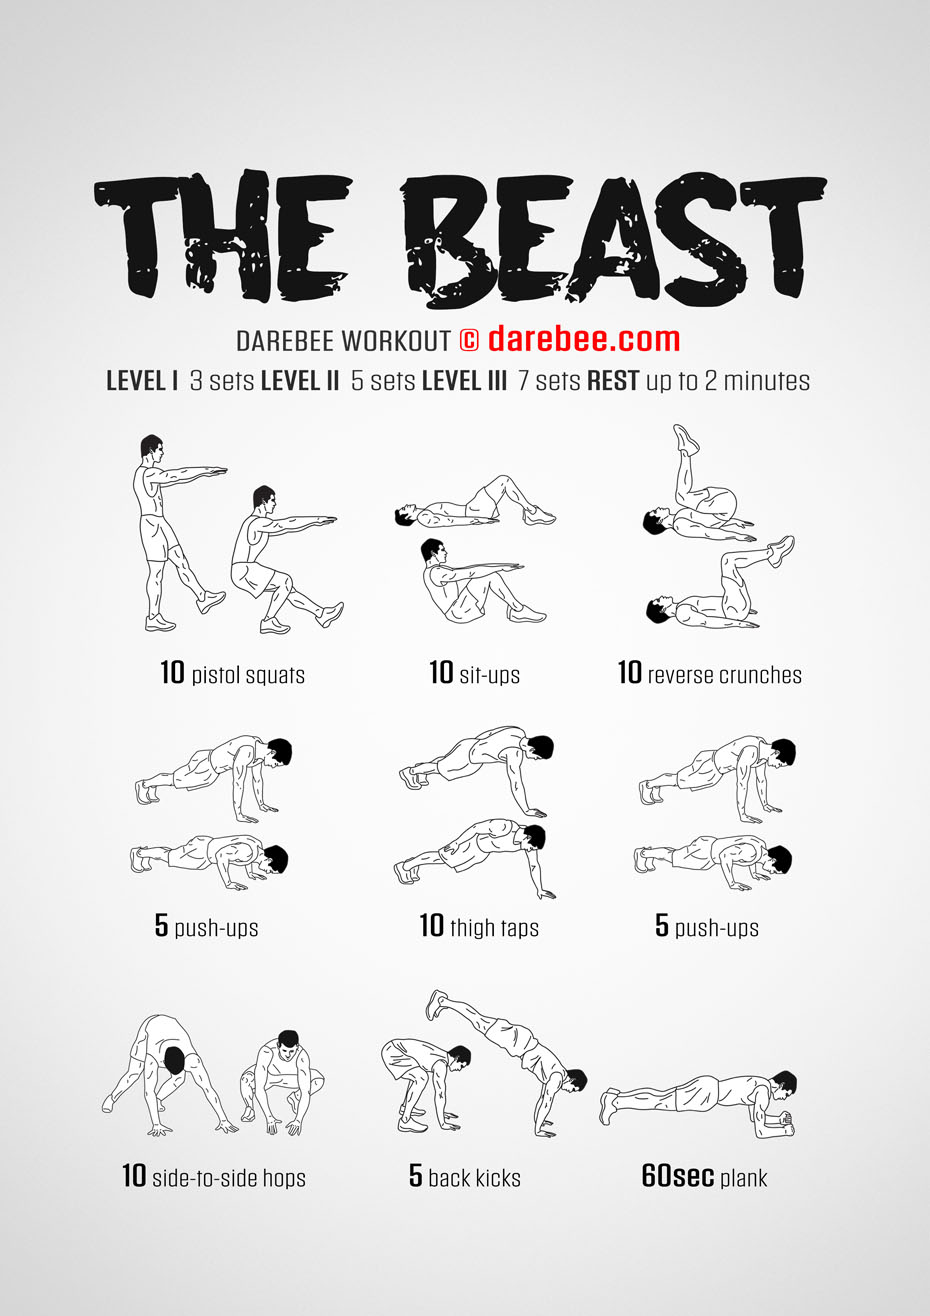 THE BEAST
DAREBEE WORKOUT © darebee.com
LEVEL I 3 sets LEVEL II 5 sets LEVEL III 7 sets REST up to 2 minutes
10 pistol squats
10 sit-ups
10 reverse crunches
5 push-ups
10 thigh taps
5 push-ups
10 side-to-side hops
5 back kicks
60sec plank